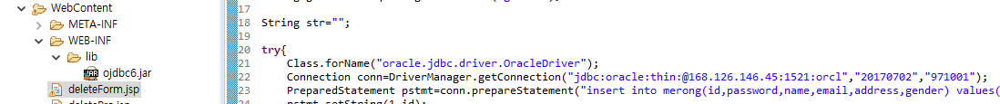 WebContent
META-INF
WEB-INF
lib
ojdbc6.jar
deleteForm.jsp
17
18 String str="";
19
20 try{
21 Class.forName("oracle.jdbc.driver.OracleDriver");
22 Connection conn=DriverManager.getConnection("jdbc:oracle:thin:@168.126.146.45:1521:orcl","20170702","971001");
23 PreparedStatement pstmt=conn.prepareStatement("insert into merong(id,password,name,email,address,gender) values(